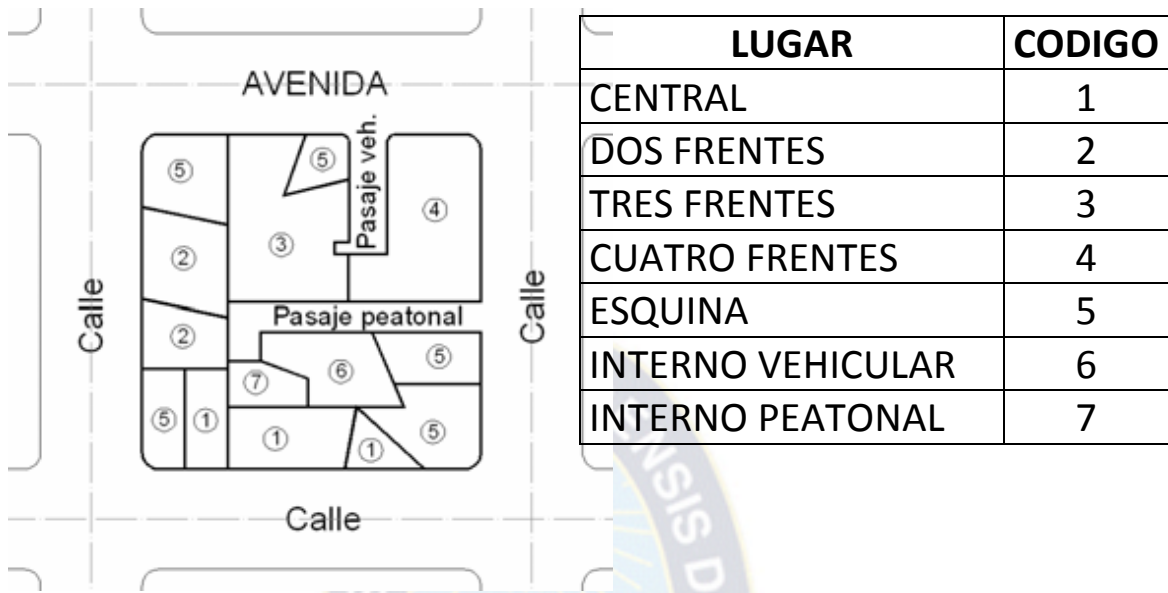 AVENIDA
Pasaje veh.
5
5
4
3
2
Calle
Calle
Pasaje peatonal
2
5
6
7
5
1
1
5
1
Calle
LUGAR CODIGO
CENTRAL 1
DOS FRENTES 2
TRES FRENTES 3
CUATRO FRENTES 4
ESQUINA 5
INTERNO VEHICULAR 6
INTERNO PEATONAL 7
ENSIS D